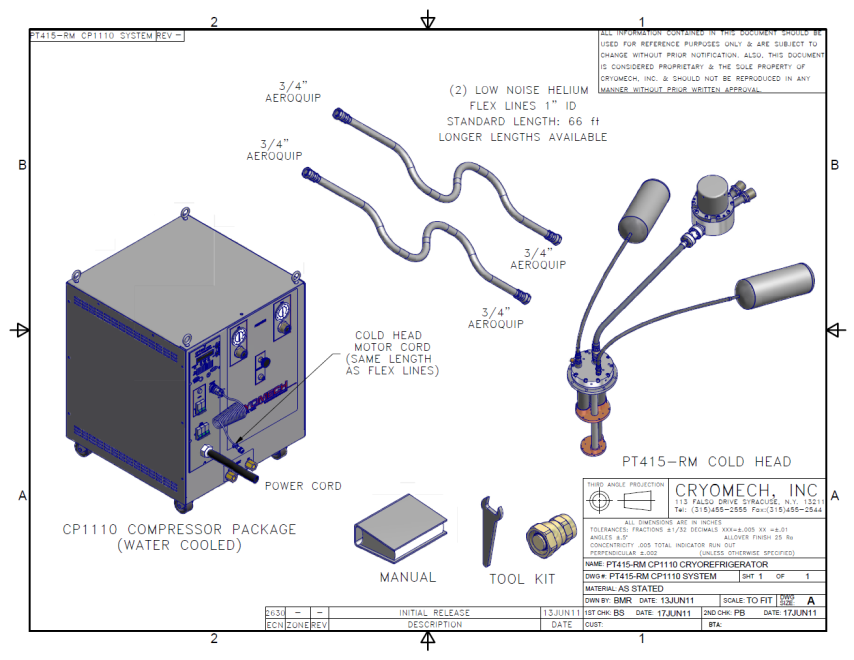 2
1
PT415-RM CP1110 SYSTEM REV -
ALL INFORMATION CONTAINED IN THIS DOCUMENT SHOULD BE
USED FOR REFERENCE PURPOSES ONLY & ARE SUBJECT TO
CHANGE WITHOUT PRIOR NOTIFICATION. ALSO, THIS DOCUMENT
IS CONSIDERED PROPRIETARY & THE SOLE PROPERTY OF
CRYOMECH, INC. & SHOULD NOT BE REPRODUCED IN ANY
MANNER WITHOUT PRIOR WRITTEN APPROVAL.
3/4"
AEROQUIP
(2) LOW NOISE HELIUM
FLEX LINES 1" ID
STANDARD LENGTH: 66 ft
LONGER LENGTHS AVAILABLE
3/4"
AEROQUIP
B
B
3/4"
AEROQUIP
3/4"
AEROQUIP
COLD HEAD
MOTOR CORD
(SAME LENGTH
AS FLEX LINES)
PT415-RM COLD HEAD
POWER CORD
A
A
CP1110 COMPRESSOR PACKAGE
(WATER COOLED)
MANUAL
TOOL KIT
THIRD ANGLE PROJECTION
CRYOMECH, INC
113 FALSO DRIVE SYRACUSE, N.Y. 13211
Tel: (315)455-2555 Fax:(315)455-2544
ALL DIMENSIONS ARE IN INCHES
TOLERANCES: FRACTIONS ±1/32 DECIMALS XXX=±.005 XX =±.01
ANGLES ±.5° ALLOVER FINISH 25 Ra
CONCENTRICITY .005 TOTAL INDICATOR RUN OUT
PERPENDICULAR ±.002 (UNLESS OTHERWISE SPECIFIED)
NAME: PT415-RM CP1110 CRYOREFRIGERATOR
DWG #: PT415-RM CP1110 SYSTEM SHT 1 OF 1
MATERIAL: AS STATED
DWN BY: BMR DATE: 13JUN11 SCALE: TO FIT DWG SIZE: A
1ST CHK: BS DATE: 17JUN11 2ND CHK: PB DATE: 17JUN11
CUST: BTA:
2630 - - INITIAL RELEASE 13JUN11
ECN ZONE REV DESCRIPTION DATE
2
1